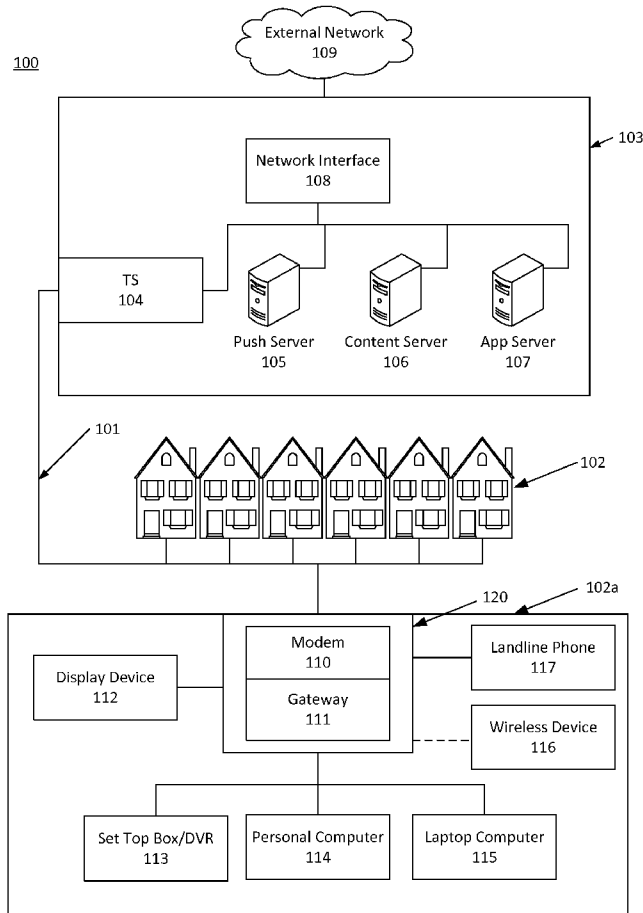 External Network
109
100
103
Network Interface
108
TS
104
Push Server
105
Content Server
106
App Server
107
101
102
120
102a
Modem
110
Landline Phone
117
Display Device
112
Gateway
111
Wireless Device
116
Set Top Box/DVR
113
Personal Computer
114
Laptop Computer
115